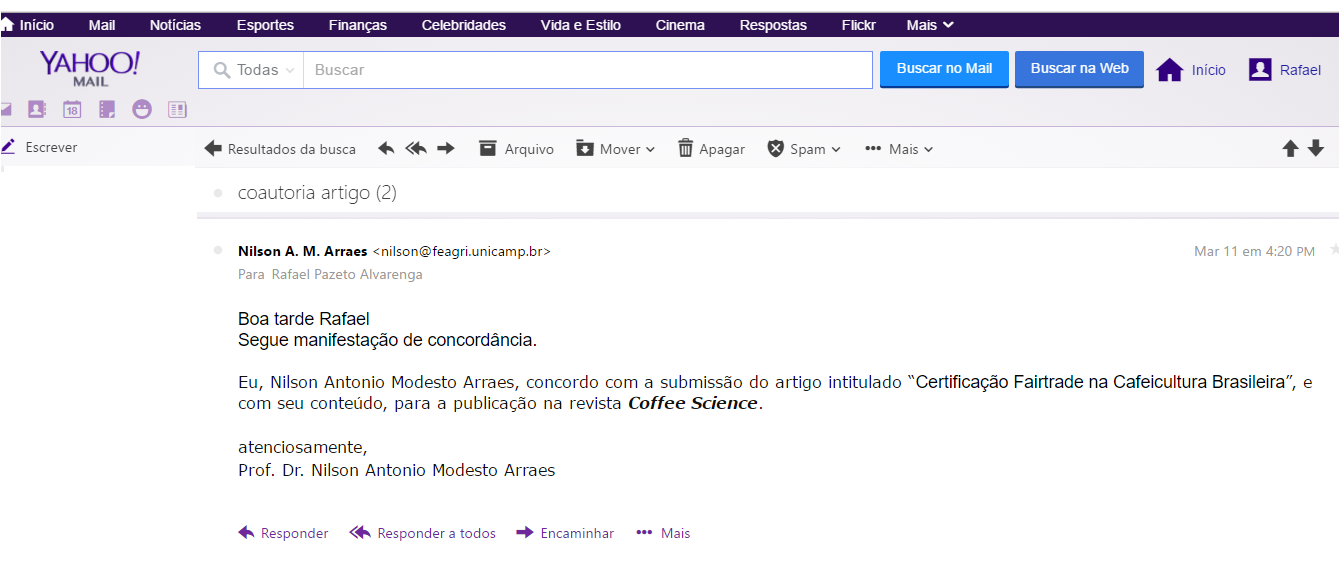 Início Mail Notícias Esportes Finanças Celebridades Vida e Estilo Cinema Respostas Flickr Mais
YAHOO!
MAIL
Todas Buscar Buscar no Mail Buscar na Web Início Rafael
18
Escrever
Resultados da busca Arquivo Mover Apagar Spam Mais
coautoria artigo (2)
Nilson A. M. Arraes <nilson@feagri.unicamp.br> Mar 11 em 4:20 PM
Para Rafael Pazeto Alvarenga
Boa tarde Rafael
Segue manifestação de concordância.
Eu, Nilson Antonio Modesto Arraes, concordo com a submissão do artigo intitulado “Certificação Fairtrade na Cafeicultura Brasileira”, e
com seu conteúdo, para a publicação na revista Coffee Science.
atenciosamente,
Prof. Dr. Nilson Antonio Modesto Arraes
Responder Responder a todos Encaminhar Mais